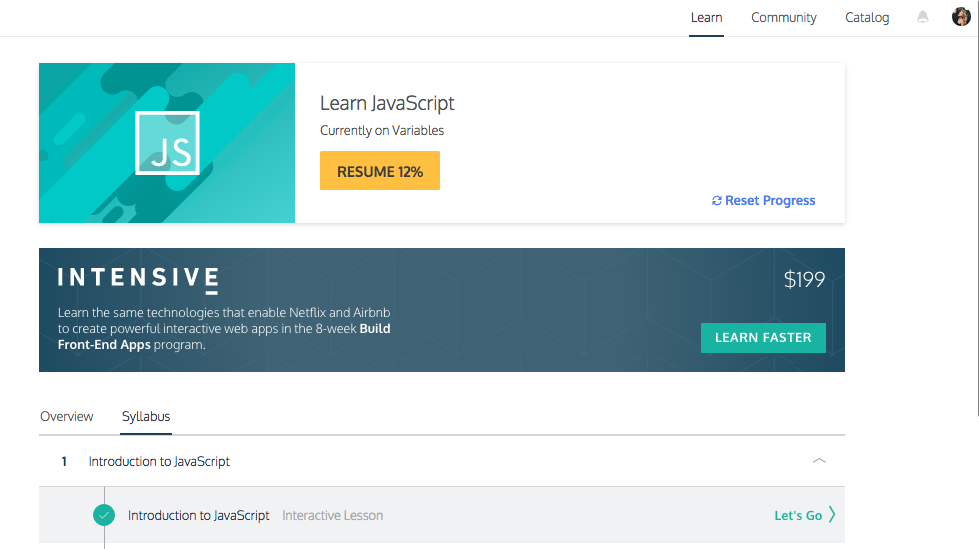 Learn Community Catalog
JS
Learn JavaScript
Currently on Variables
RESUME 12%
Reset Progress
INTENSIVE
$199
Learn the same technologies that enable Netflix and Airbnb
to create powerful interactive web apps in the 8-week Build
Front-End Apps program.
LEARN FASTER
Overview Syllabus
1 Introduction to JavaScript
Introduction to JavaScript Interactive Lesson Let's Go